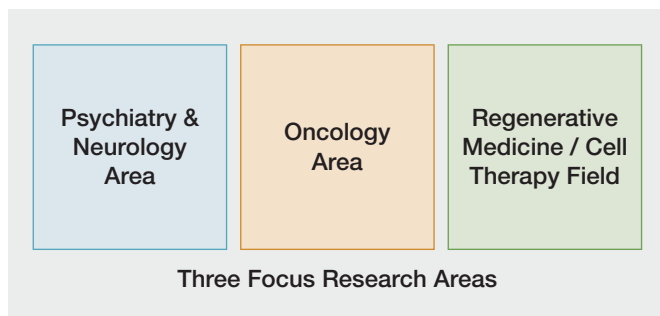 Psychiatry &
Neurology
Area
Oncology
Area
Regenerative
Medicine / Cell
Therapy Field
Three Focus Research Areas